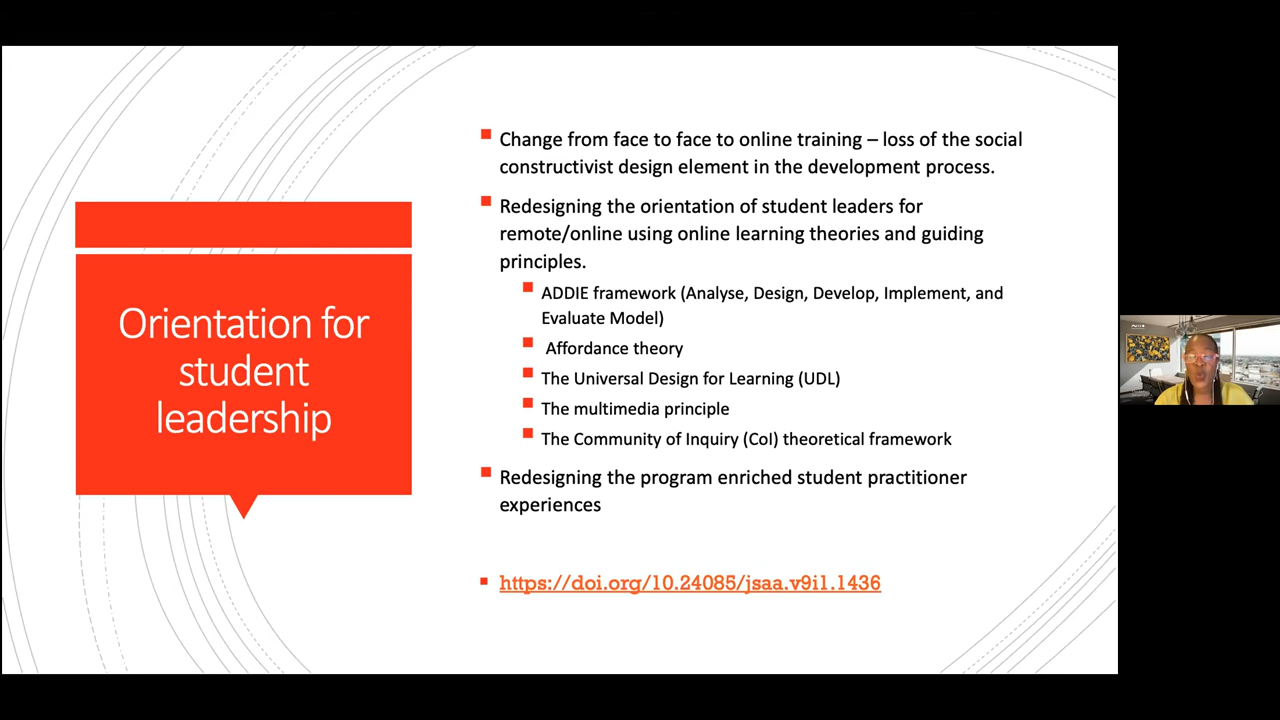 Orientation for
student
leadership
Change from face to face to online training – loss of the social
constructivist design element in the development process.
Redesigning the orientation of student leaders for
remote/online using online learning theories and guiding
principles.
ADDIE framework (Analyse, Design, Develop, Implement, and
Evaluate Model)
Affordance theory
The Universal Design for Learning (UDL)
The multimedia principle
The Community of Inquiry (CoI) theoretical framework
Redesigning the program enriched student practitioner
experiences
https://doi.org/10.24085/jsaa.v9i1.1436